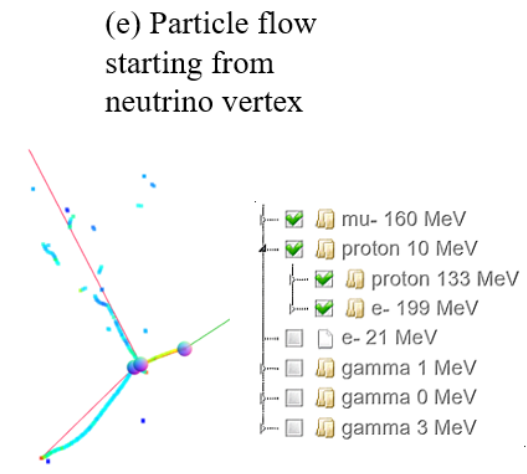 (e) Particle flow
starting from
neutrino vertex
mu- 160 MeV
proton 10 MeV
proton 133 MeV
e- 199 MeV
e- 21 MeV
gamma 1 MeV
gamma 0 MeV
gamma 3 MeV